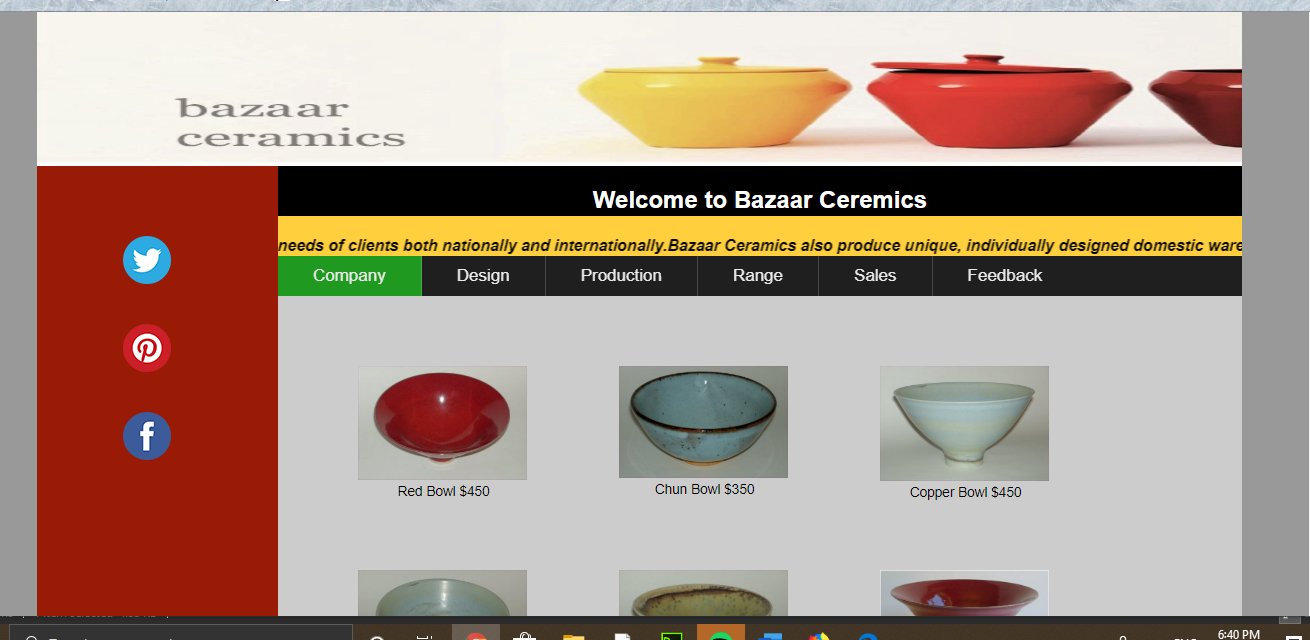 bazaar
ceramics
Welcome to Bazaar Ceremics
needs of clients both nationally and internationally.Bazaar Ceramics also produce unique, individually designed domestic ware
Company Design Production Range Sales Feedback
Red Bowl $450 Chun Bowl $350 Copper Bowl $450
6:40 PM